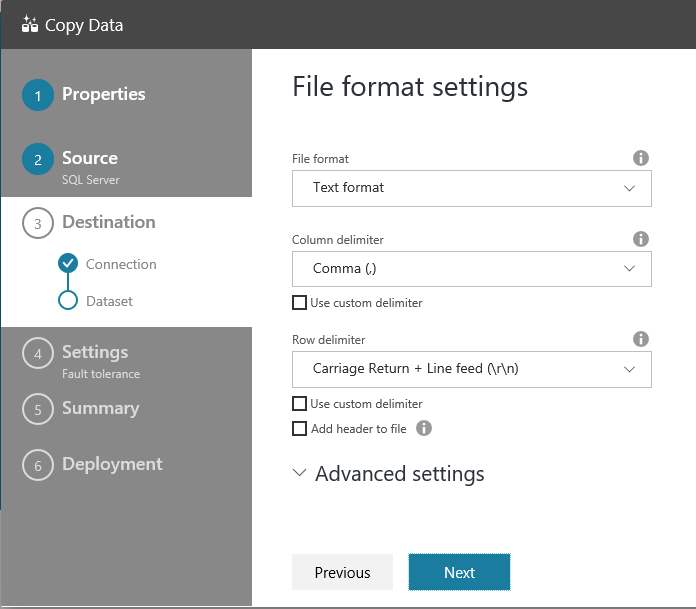 Copy Data
1 Properties
2 Source
SQL Server
3 Destination
Connection
Dataset
4 Settings
Fault tolerance
5 Summary
6 Deployment
File format settings
File format
Text format
Column delimiter
Comma (,)
Use custom delimiter
Row delimiter
Carriage Return + Line feed (\r\n)
Use custom delimiter
Add header to file
Advanced settings
Previous
Next